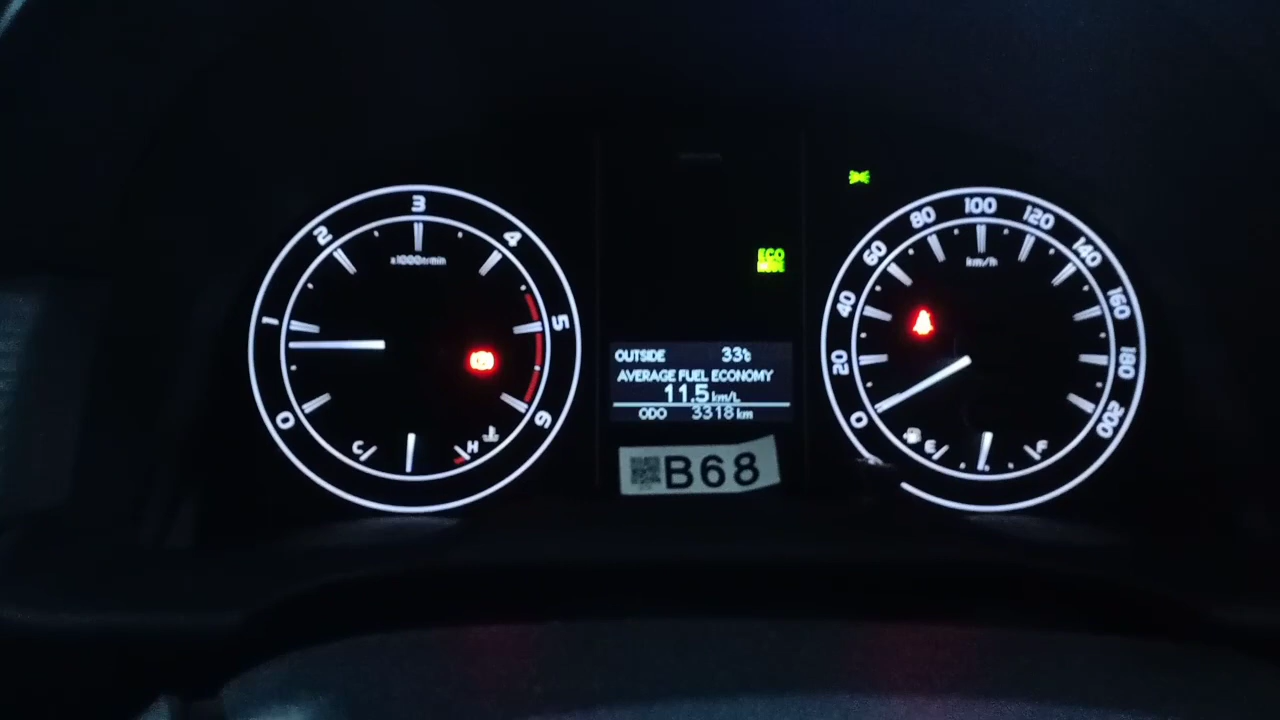 0
1
2
3
4
5
6
x1000r/min
C
H
ECO
OUTSIDE 33℃
AVERAGE FUEL ECONOMY
11.5 km/L
ODO 3318 km
B68
0
20
40
60
80
100
120
140
160
180
200
km/h
E
F